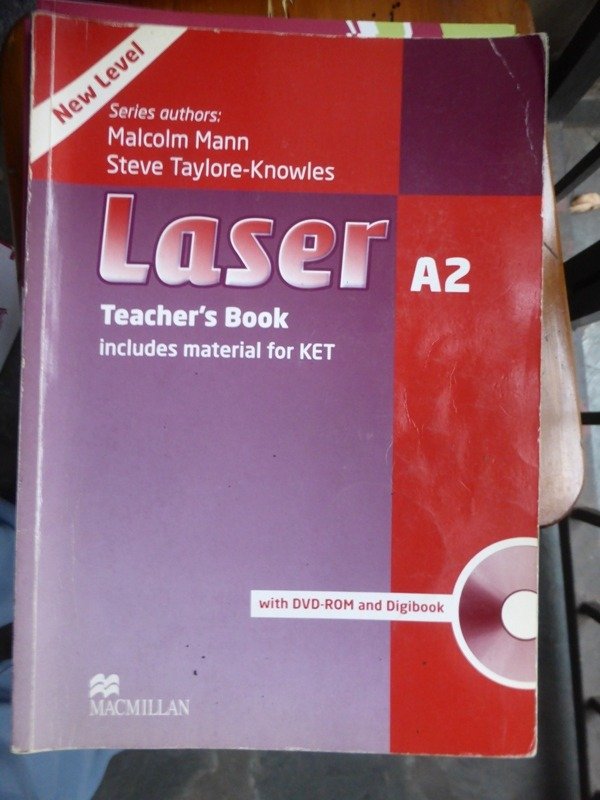 New Level
Series authors:
Malcolm Mann
Steve Taylore-Knowles
Laser
A2
Teacher's Book
includes material for KET
with DVD-ROM and Digibook
MACMILLAN